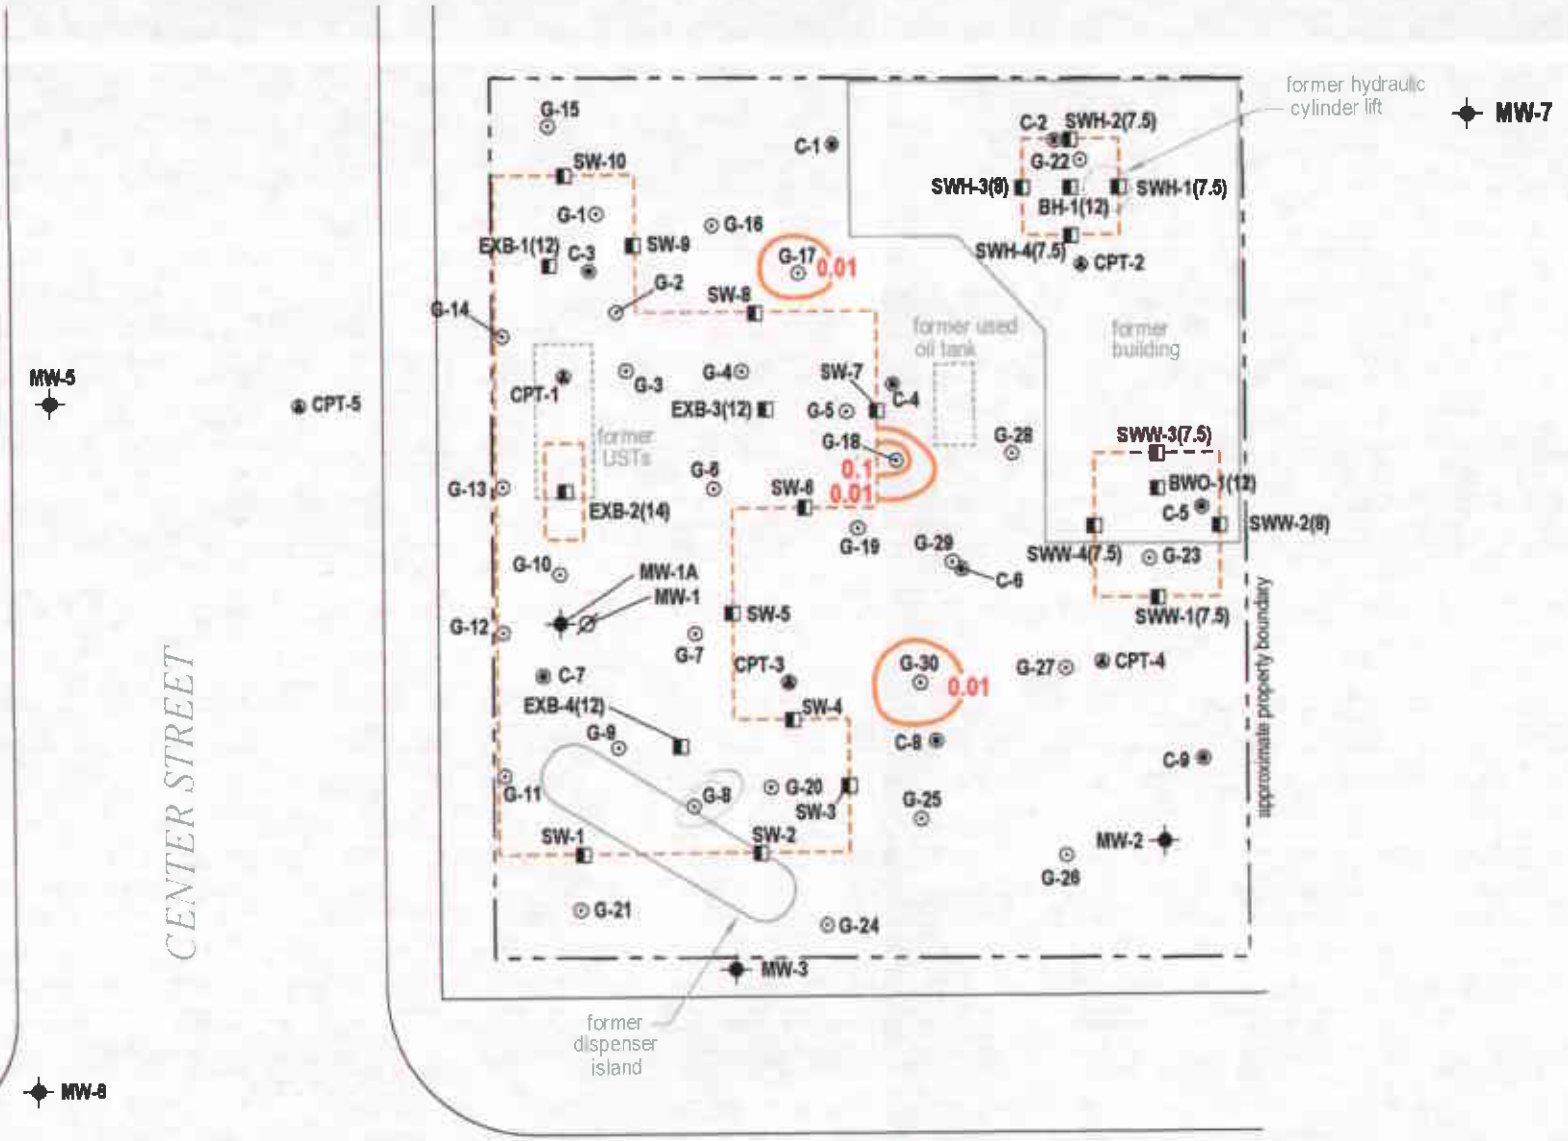 former hydraulic
cylinder lift
MW-7
G-15
C-1
C-2
SWH-2(7.5)
G-22
SW-10
SWH-3(8)
SWH-1(7.5)
BH-1(12)
G-1
G-16
EXB-1(12)
C-3
SW-9
G-17
0.01
SWH-4(7.5)
CPT-2
G-2
SW-8
G-14
former used
oil tank
former
building
MW-5
CPT-5
CPT-1
G-3
G-4
SW-7
C-4
EXB-3(12)
G-5
former
USTs
G-18
G-28
SWW-3(7.5)
0.1
G-6
G-13
SW-6
0.01
BWO-1(12)
C-5
EXB-2(14)
SWW-2(8)
G-19
G-29
SWW-4(7.5)
G-23
G-10
MW-1A
C-6
MW-1
SW-5
SWW-1(7.5)
G-12
G-7
CPT-3
G-30
0.01
G-27
CPT-4
C-7
EXB-4(12)
SW-4
G-9
C-8
C-9
approximate property boundary
CENTER STREET
G-11
G-8
G-20
SW-3
G-25
SW-1
SW-2
MW-2
G-26
G-21
G-24
MW-3
former
dispenser
island